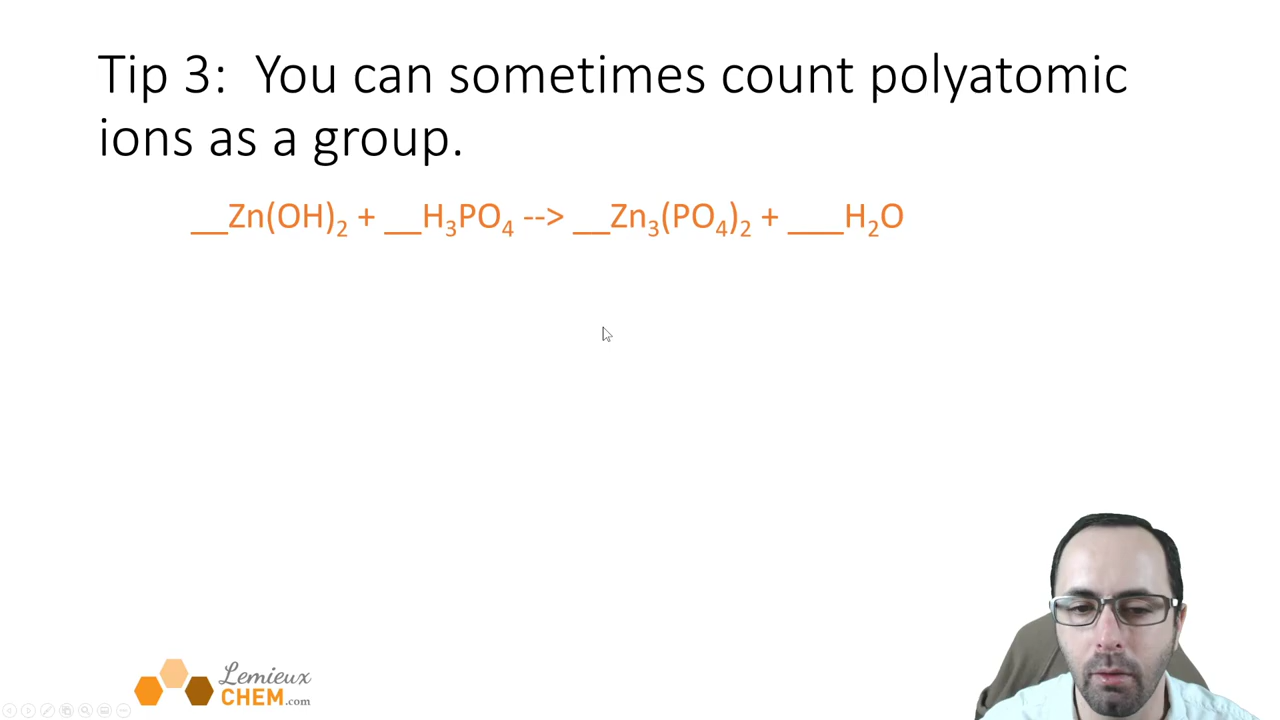 Tip 3:  You can sometimes count polyatomic
ions as a group.
__Zn(OH)₂ + __H₃PO₄ --> __Zn₃(PO₄)₂ + ___H₂O
Lemieux
CHEM.com